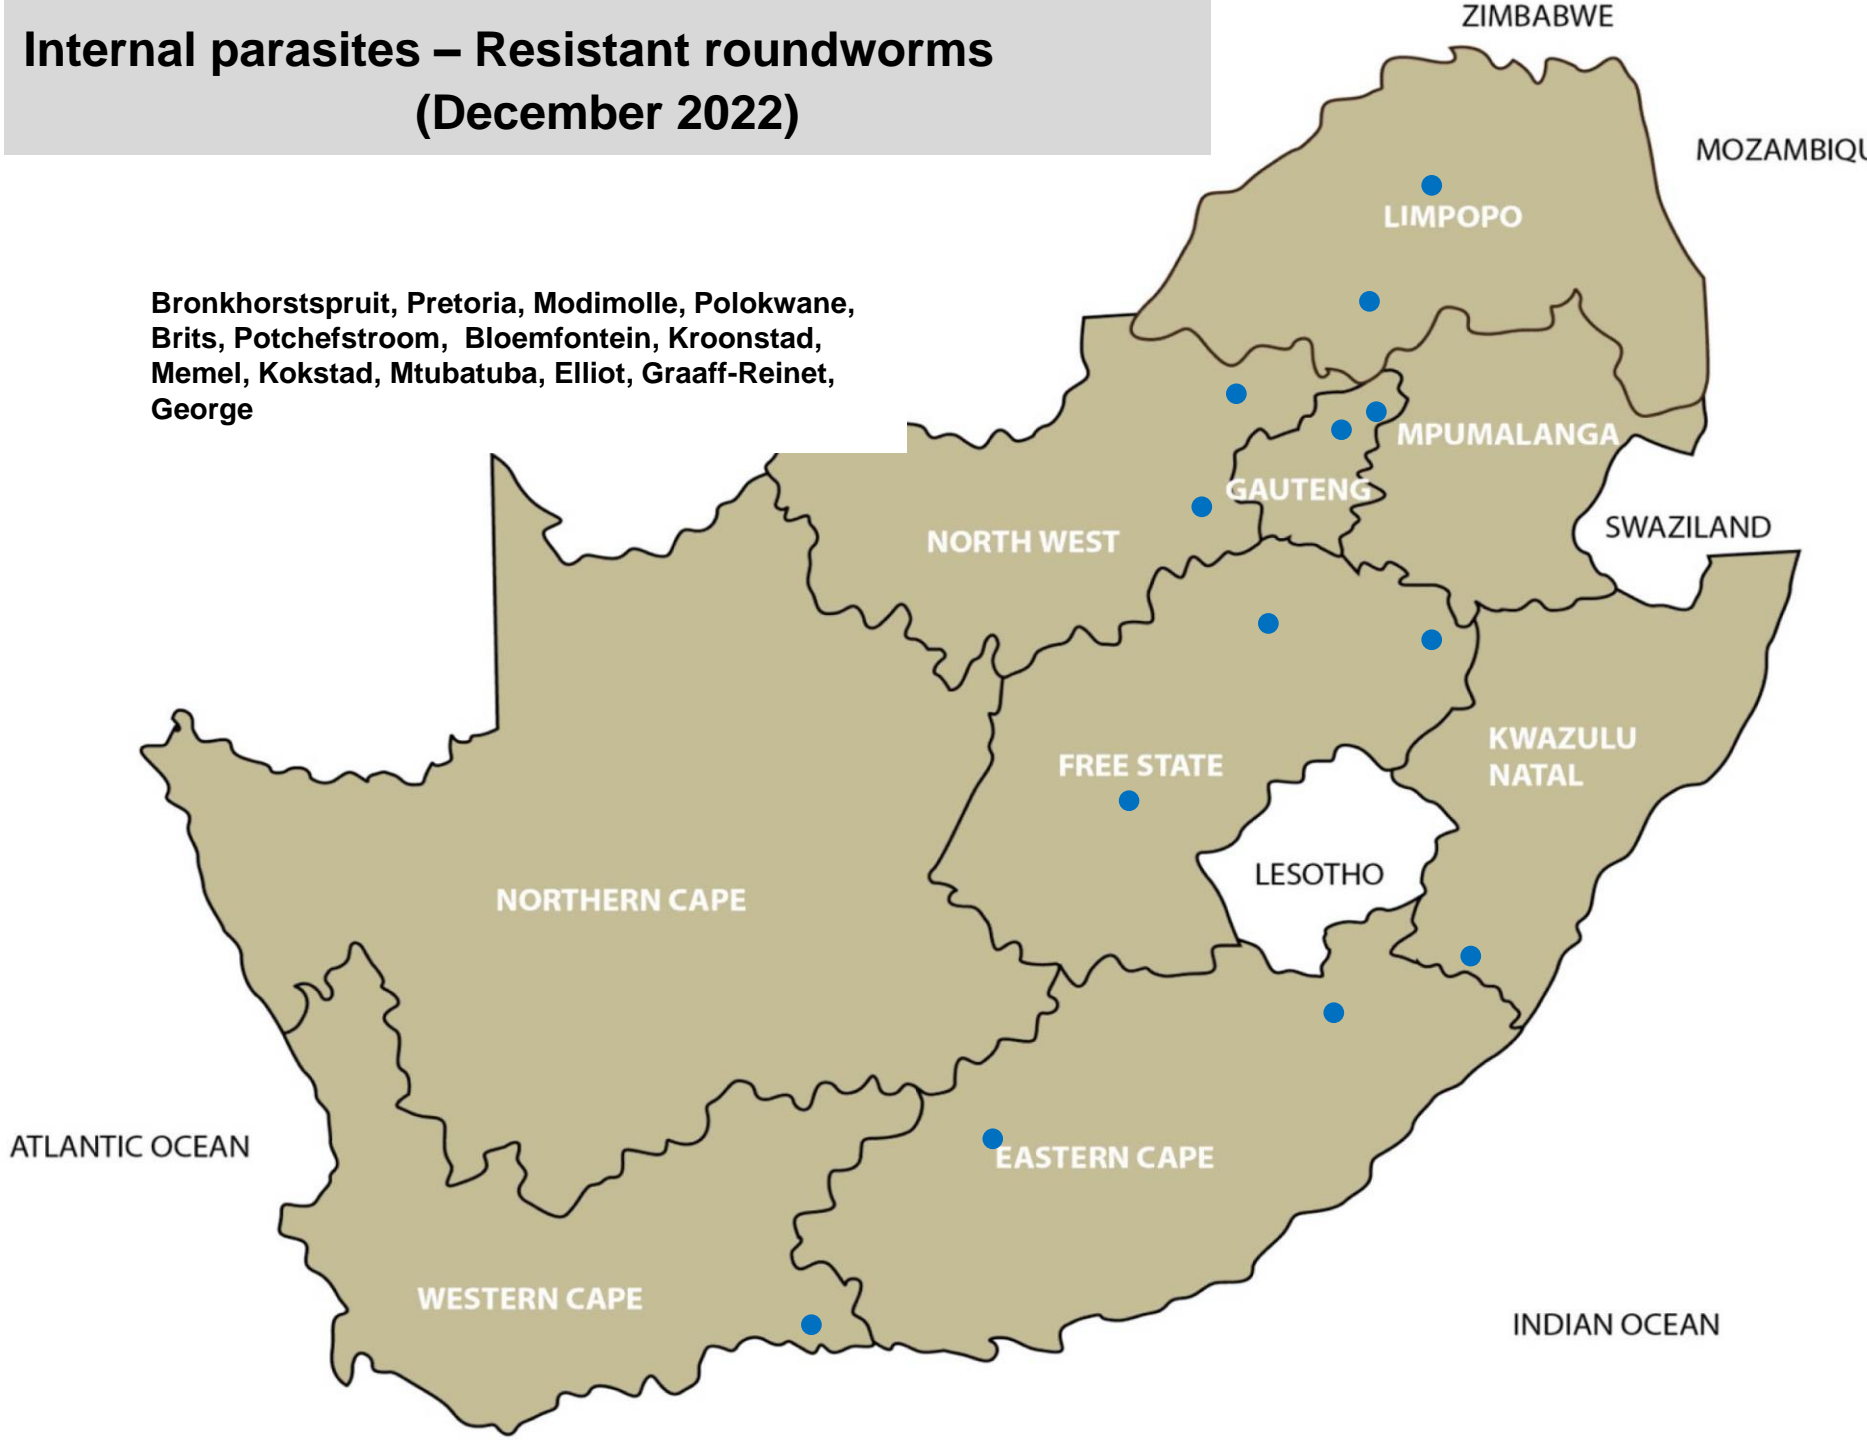 Internal parasites – Resistant roundworms
(December 2022)
ZIMBABWE
MOZAMBIQU
LIMPOPO
Bronkhorstspruit, Pretoria, Modimolle, Polokwane,
Brits, Potchefstroom, Bloemfontein, Kroonstad,
Memel, Kokstad, Mtubatuba, Elliot, Graaff-Reinet,
George
MPUMALANGA
GAUTENG
SWAZILAND
NORTH WEST
KWAZULU
NATAL
FREE STATE
LESOTHO
NORTHERN CAPE
ATLANTIC OCEAN
EASTERN CAPE
WESTERN CAPE
INDIAN OCEAN